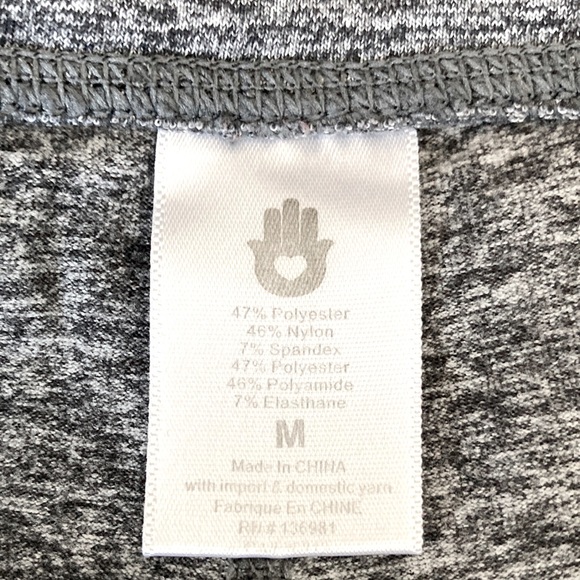 47% Polyester
46% Nylon
7% Spandex
47% Polyester
46% Polyamide
7% Elasthane
M
Made In CHINA
with import & domestic yarn
Fabrique En CHINE
RN # 136981